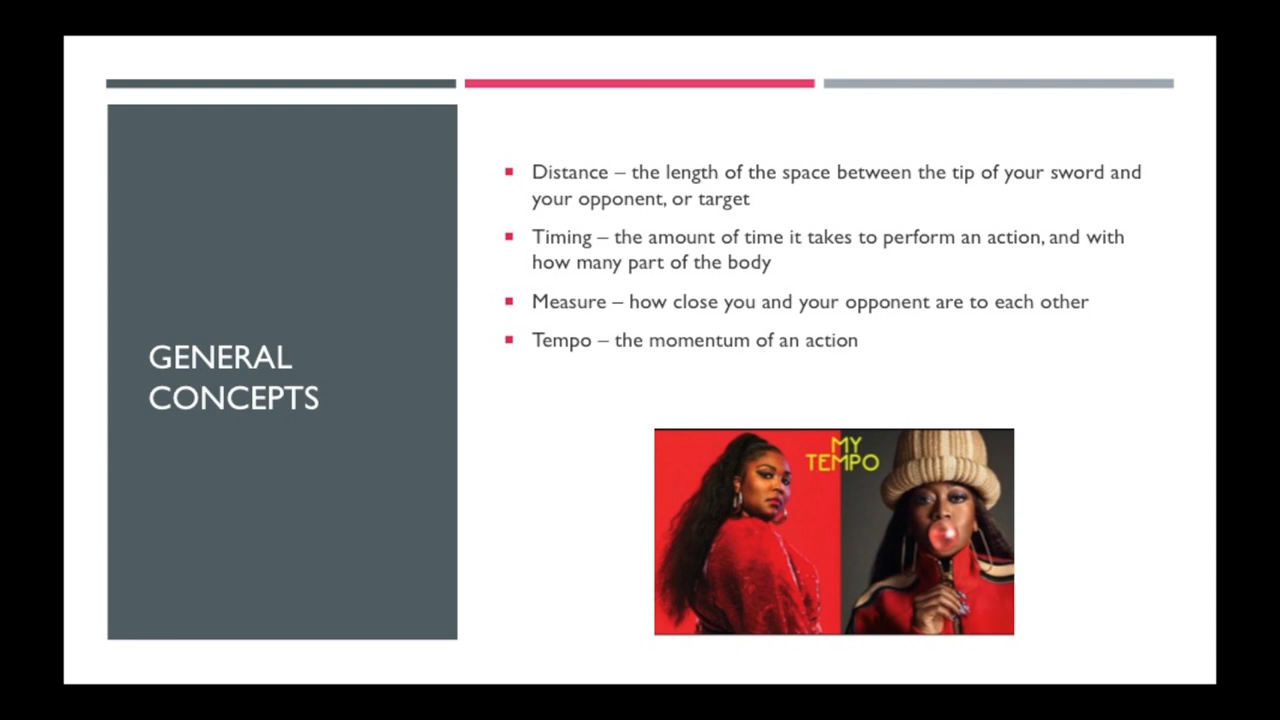 GENERAL
CONCEPTS
Distance – the length of the space between the tip of your sword and
your opponent, or target
Timing – the amount of time it takes to perform an action, and with
how many part of the body
Measure – how close you and your opponent are to each other
Tempo – the momentum of an action
MY
TEMPO